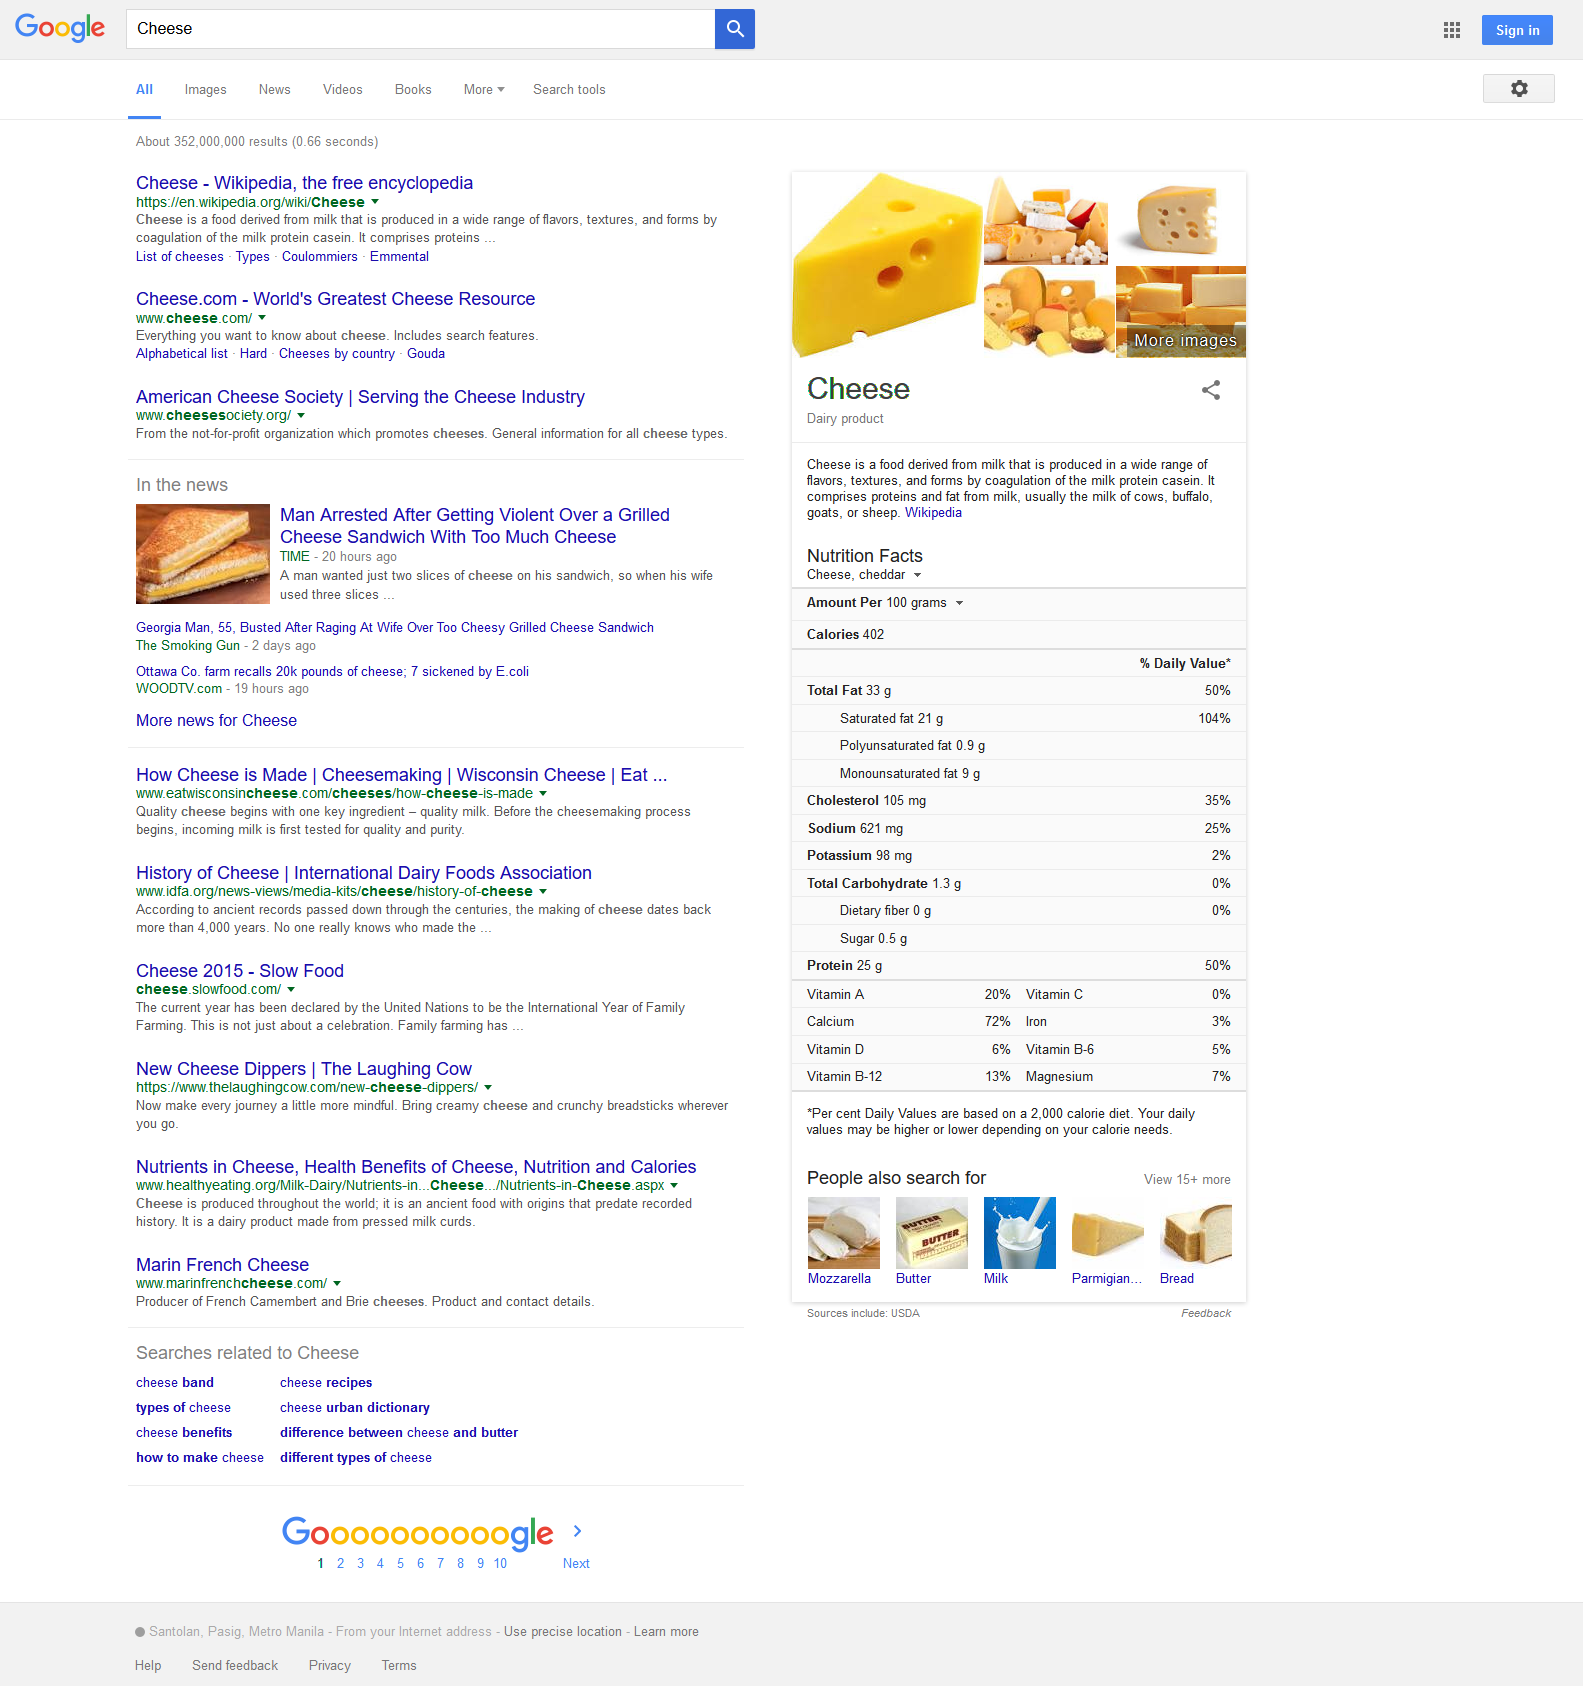 Google
Cheese
Sign in
All Images News Videos Books More Search tools
About 352,000,000 results (0.66 seconds)
Cheese - Wikipedia, the free encyclopedia
https://en.wikipedia.org/wiki/Cheese
Cheese is a food derived from milk that is produced in a wide range of flavors, textures, and forms by
coagulation of the milk protein casein. It comprises proteins ...
List of cheeses · Types · Coulommiers · Emmental
Cheese.com - World's Greatest Cheese Resource
www.cheese.com/
Everything you want to know about cheese. Includes search features.
Alphabetical list · Hard · Cheeses by country · Gouda
American Cheese Society | Serving the Cheese Industry
www.cheesesociety.org/
From the not-for-profit organization which promotes cheeses. General information for all cheese types.
In the news
Man Arrested After Getting Violent Over a Grilled
Cheese Sandwich With Too Much Cheese
TIME - 20 hours ago
A man wanted just two slices of cheese on his sandwich, so when his wife
used three slices ...
Georgia Man, 55, Busted After Raging At Wife Over Too Cheesy Grilled Cheese Sandwich
The Smoking Gun - 2 days ago
Ottawa Co. farm recalls 20k pounds of cheese; 7 sickened by E.coli
WOODTV.com - 19 hours ago
More news for Cheese
How Cheese is Made | Cheesemaking | Wisconsin Cheese | Eat ...
www.eatwisconsincheese.com/cheeses/how-cheese-is-made
Quality cheese begins with one key ingredient – quality milk. Before the cheesemaking process
begins, incoming milk is first tested for quality and purity.
History of Cheese | International Dairy Foods Association
www.idfa.org/news-views/media-kits/cheese/history-of-cheese
According to ancient records passed down through the centuries, the making of cheese dates back
more than 4,000 years. No one really knows who made the ...
Cheese 2015 - Slow Food
cheese.slowfood.com/
The current year has been declared by the United Nations to be the International Year of Family
Farming. This is not just about a celebration. Family farming has ...
New Cheese Dippers | The Laughing Cow
https://www.thelaughingcow.com/new-cheese-dippers/
Now make every journey a little more mindful. Bring creamy cheese and crunchy breadsticks wherever
you go.
Nutrients in Cheese, Health Benefits of Cheese, Nutrition and Calories
www.healthyeating.org/Milk-Dairy/Nutrients-in...Cheese.../Nutrients-in-Cheese.aspx
Cheese is produced throughout the world; it is an ancient food with origins that predate recorded
history. It is a dairy product made from pressed milk curds.
Marin French Cheese
www.marinfrenchcheese.com/
Producer of French Camembert and Brie cheeses. Product and contact details.
Searches related to Cheese
cheese band cheese recipes
types of cheese cheese urban dictionary
cheese benefits difference between cheese and butter
how to make cheese different types of cheese
Goooooooooogle
1 2 3 4 5 6 7 8 9 10 Next
More images
Cheese
Dairy product
Cheese is a food derived from milk that is produced in a wide range of
flavors, textures, and forms by coagulation of the milk protein casein. It
comprises proteins and fat from milk, usually the milk of cows, buffalo,
goats, or sheep. Wikipedia
Nutrition Facts
Cheese, cheddar
Amount Per 100 grams
Calories 402
% Daily Value*
Total Fat 33 g 50%
Saturated fat 21 g 104%
Polyunsaturated fat 0.9 g
Monounsaturated fat 9 g
Cholesterol 105 mg 35%
Sodium 621 mg 25%
Potassium 98 mg 2%
Total Carbohydrate 1.3 g 0%
Dietary fiber 0 g 0%
Sugar 0.5 g
Protein 25 g 50%
Vitamin A 20% Vitamin C 0%
Calcium 72% Iron 3%
Vitamin D 6% Vitamin B-6 5%
Vitamin B-12 13% Magnesium 7%
*Per cent Daily Values are based on a 2,000 calorie diet. Your daily
values may be higher or lower depending on your calorie needs.
People also search for View 15+ more
BUTTER
BUTTER
Mozzarella Butter Milk Parmigian... Bread
Sources include: USDA Feedback
Santolan, Pasig, Metro Manila - From your Internet address - Use precise location - Learn more
Help Send feedback Privacy Terms